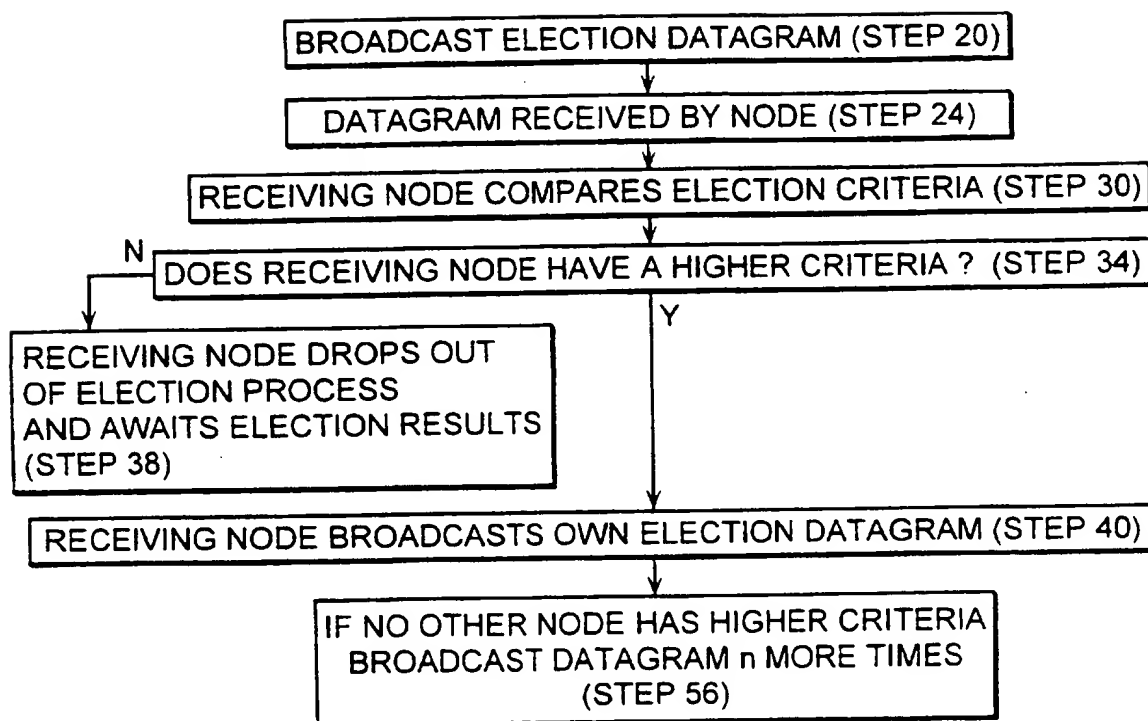 BROADCAST ELECTION DATAGRAM (STEP 20)
DATAGRAM RECEIVED BY NODE (STEP 24)
RECEIVING NODE COMPARES ELECTION CRITERIA (STEP 30)
N
DOES RECEIVING NODE HAVE A HIGHER CRITERIA ? (STEP 34)
Y
RECEIVING NODE DROPS OUT
OF ELECTION PROCESS
AND AWAITS ELECTION RESULTS
(STEP 38)
RECEIVING NODE BROADCASTS OWN ELECTION DATAGRAM (STEP 40)
IF NO OTHER NODE HAS HIGHER CRITERIA
BROADCAST DATAGRAM n MORE TIMES
(STEP 56)